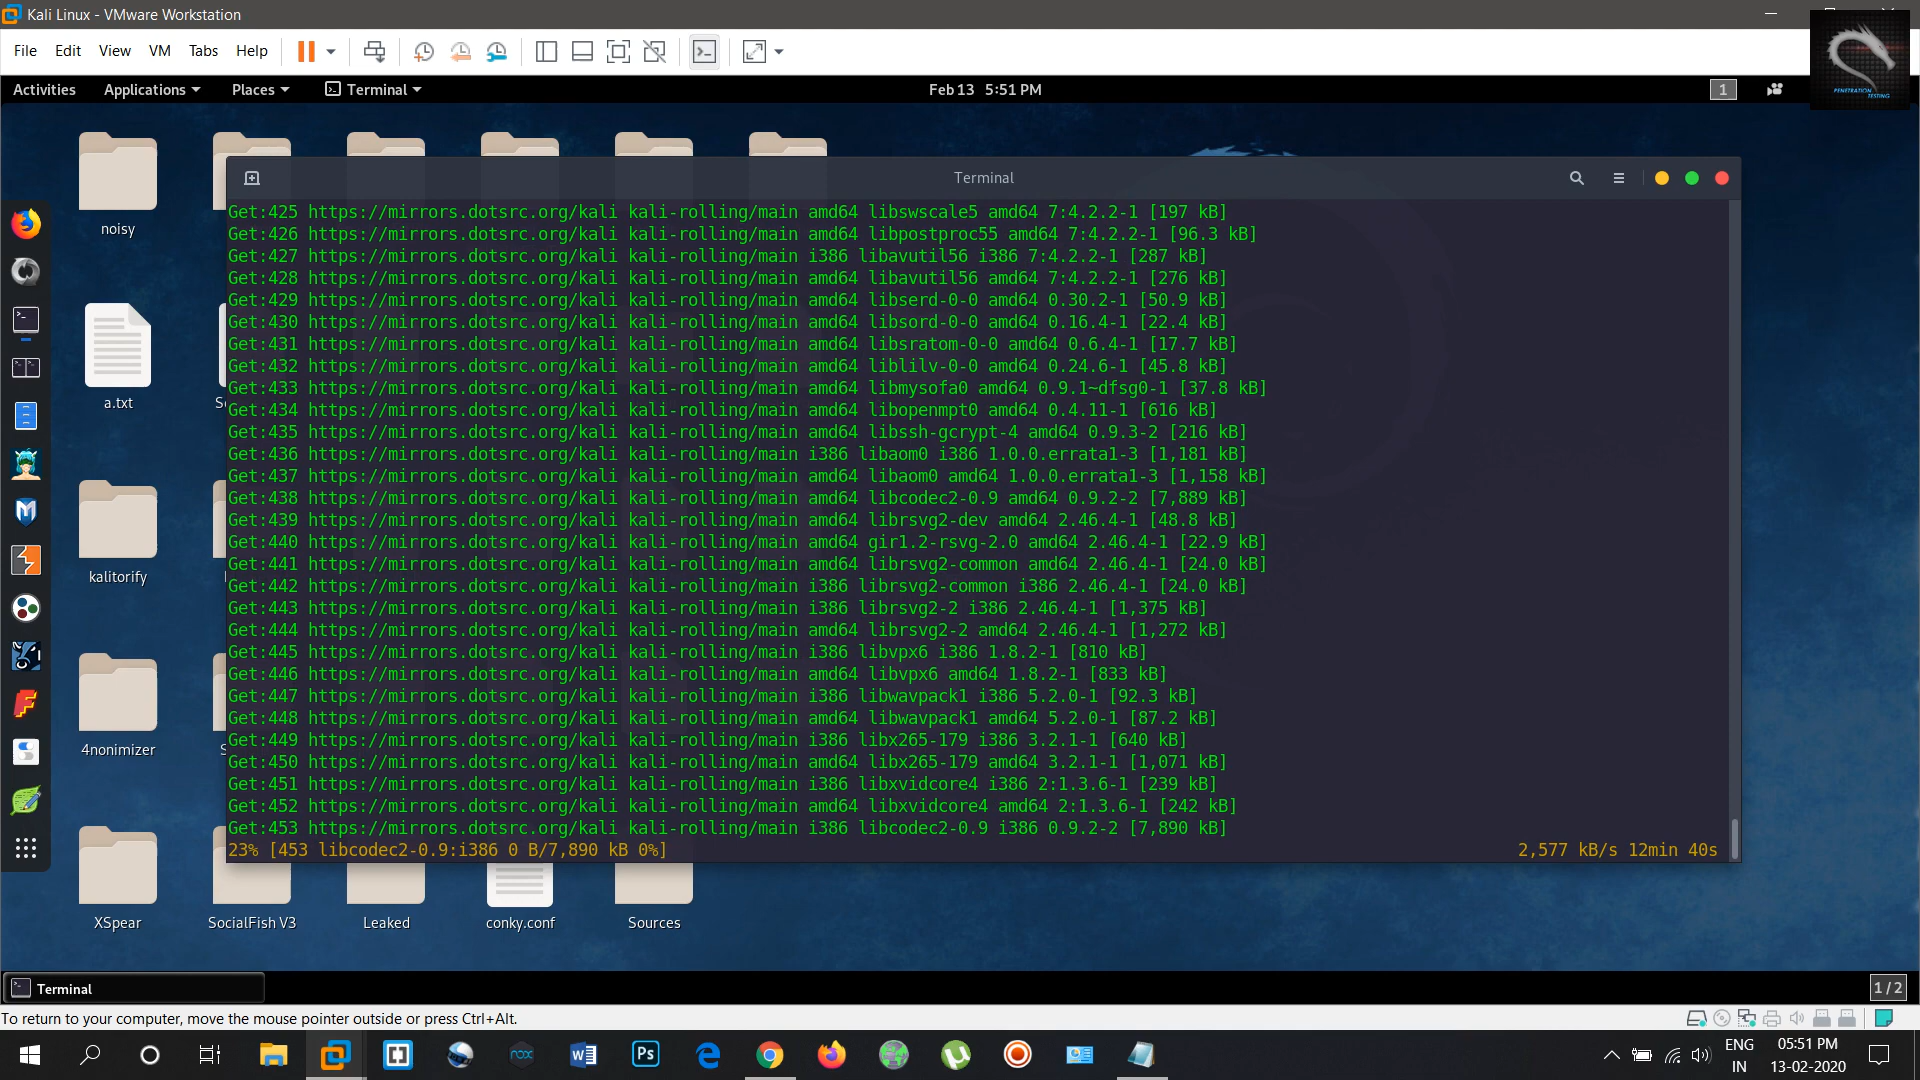 Kali Linux - VMware Workstation
File Edit View VM Tabs Help
PENETRATION TESTING
Activities Applications Places Terminal Feb 13 5:51 PM 1
Terminal
Get:425 https://mirrors.dotsrc.org/kali kali-rolling/main amd64 libswscale5 amd64 7:4.2.2-1 [197 kB]
Get:426 https://mirrors.dotsrc.org/kali kali-rolling/main amd64 libpostproc55 amd64 7:4.2.2-1 [96.3 kB]
Get:427 https://mirrors.dotsrc.org/kali kali-rolling/main i386 libavutil56 i386 7:4.2.2-1 [287 kB]
Get:428 https://mirrors.dotsrc.org/kali kali-rolling/main amd64 libavutil56 amd64 7:4.2.2-1 [276 kB]
Get:429 https://mirrors.dotsrc.org/kali kali-rolling/main amd64 libserd-0-0 amd64 0.30.2-1 [50.9 kB]
Get:430 https://mirrors.dotsrc.org/kali kali-rolling/main amd64 libsord-0-0 amd64 0.16.4-1 [22.4 kB]
Get:431 https://mirrors.dotsrc.org/kali kali-rolling/main amd64 libsratom-0-0 amd64 0.6.4-1 [17.7 kB]
Get:432 https://mirrors.dotsrc.org/kali kali-rolling/main amd64 liblilv-0-0 amd64 0.24.6-1 [45.8 kB]
Get:433 https://mirrors.dotsrc.org/kali kali-rolling/main amd64 libmysofa0 amd64 0.9.1~dfsg0-1 [37.8 kB]
Get:434 https://mirrors.dotsrc.org/kali kali-rolling/main amd64 libopenmpt0 amd64 0.4.11-1 [616 kB]
Get:435 https://mirrors.dotsrc.org/kali kali-rolling/main amd64 libssh-gcrypt-4 amd64 0.9.3-2 [216 kB]
Get:436 https://mirrors.dotsrc.org/kali kali-rolling/main i386 libaom0 i386 1.0.0.errata1-3 [1,181 kB]
Get:437 https://mirrors.dotsrc.org/kali kali-rolling/main amd64 libaom0 amd64 1.0.0.errata1-3 [1,158 kB]
Get:438 https://mirrors.dotsrc.org/kali kali-rolling/main amd64 libcodec2-0.9 amd64 0.9.2-2 [7,889 kB]
Get:439 https://mirrors.dotsrc.org/kali kali-rolling/main amd64 librsvg2-dev amd64 2.46.4-1 [48.8 kB]
Get:440 https://mirrors.dotsrc.org/kali kali-rolling/main amd64 gir1.2-rsvg-2.0 amd64 2.46.4-1 [22.9 kB]
Get:441 https://mirrors.dotsrc.org/kali kali-rolling/main amd64 librsvg2-common amd64 2.46.4-1 [24.0 kB]
Get:442 https://mirrors.dotsrc.org/kali kali-rolling/main i386 librsvg2-common i386 2.46.4-1 [24.0 kB]
Get:443 https://mirrors.dotsrc.org/kali kali-rolling/main i386 librsvg2-2 i386 2.46.4-1 [1,375 kB]
Get:444 https://mirrors.dotsrc.org/kali kali-rolling/main amd64 librsvg2-2 amd64 2.46.4-1 [1,272 kB]
Get:445 https://mirrors.dotsrc.org/kali kali-rolling/main i386 libvpx6 i386 1.8.2-1 [810 kB]
Get:446 https://mirrors.dotsrc.org/kali kali-rolling/main amd64 libvpx6 amd64 1.8.2-1 [833 kB]
Get:447 https://mirrors.dotsrc.org/kali kali-rolling/main i386 libwavpack1 i386 5.2.0-1 [92.3 kB]
Get:448 https://mirrors.dotsrc.org/kali kali-rolling/main amd64 libwavpack1 amd64 5.2.0-1 [87.2 kB]
Get:449 https://mirrors.dotsrc.org/kali kali-rolling/main i386 libx265-179 i386 3.2.1-1 [640 kB]
Get:450 https://mirrors.dotsrc.org/kali kali-rolling/main amd64 libx265-179 amd64 3.2.1-1 [1,071 kB]
Get:451 https://mirrors.dotsrc.org/kali kali-rolling/main i386 libxvidcore4 i386 2:1.3.6-1 [239 kB]
Get:452 https://mirrors.dotsrc.org/kali kali-rolling/main amd64 libxvidcore4 amd64 2:1.3.6-1 [242 kB]
Get:453 https://mirrors.dotsrc.org/kali kali-rolling/main i386 libcodec2-0.9 i386 0.9.2-2 [7,890 kB]
23% [453 libcodec2-0.9:i386 0 B/7,890 kB 0%] 2,577 kB/s 12min 40s
noisy
a.txt
kalitorify
4nonimizer
XSpear SocialFish V3 Leaked conky.conf Sources
Terminal 1 / 2
To return to your computer, move the mouse pointer outside or press Ctrl+Alt.
nox W Ps
ENG 05:51 PM
IN 13-02-2020